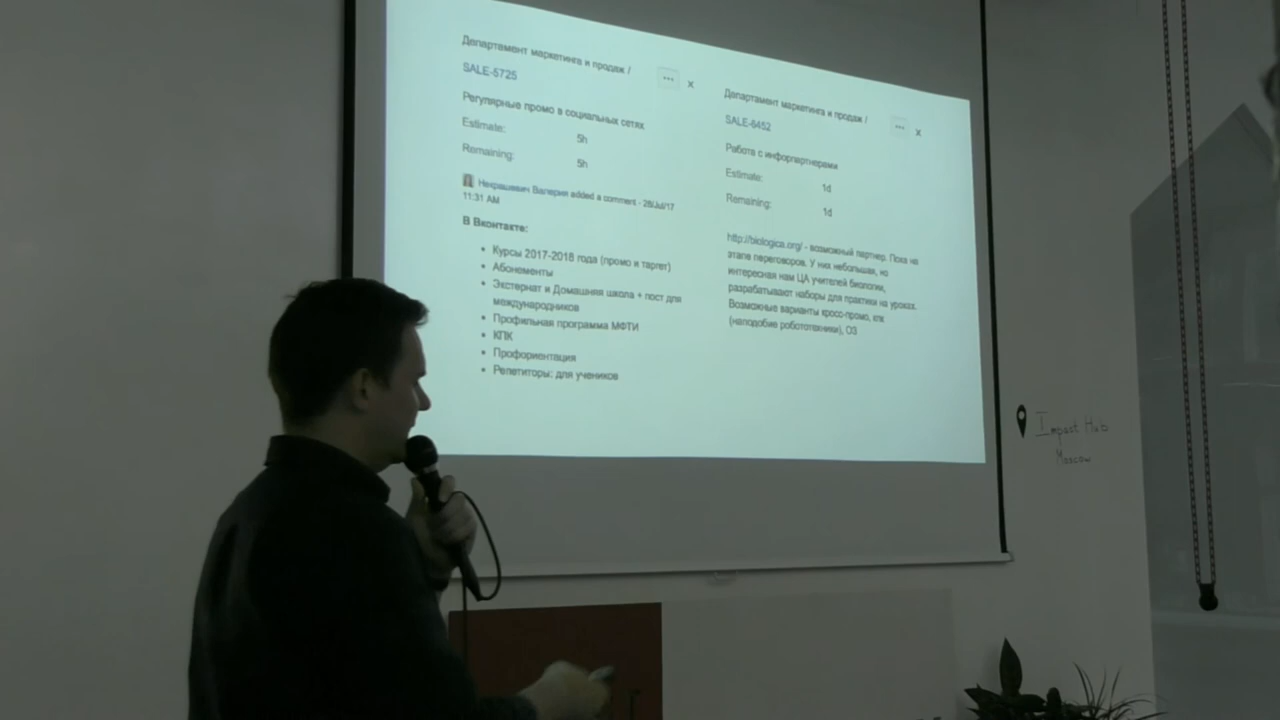 Департамент маркетинга и продаж /
SALE-5725
... x
Регулярные промо в социальных сетях
Estimate: 5h
Remaining: 5h
Некрашевич Валерия added a comment - 28/Jul/17
11:31 AM
В Вконтакте:
• Курсы 2017-2018 года (промо и таргет)
• Абонементы
• Экстернат и Домашняя школа + пост для
международников
• Профильная программа МФТИ
• КПК
• Профориентация
• Репетиторы: для учеников
Департамент маркетинга и продаж /
SALE-6452
... x
Работа с инфорпартнерами
Estimate: 1d
Remaining: 1d
http://biologica.org/ - возможный партнер. Пока на
этапе переговоров. У них небольшая, но
интересная нам ЦА учителей биологии,
разрабатывают наборы для практики на уроках.
Возможные варианты кросс-промо, кпк
(наподобие робототехники), ОЗ
Impact Hub
Moscow